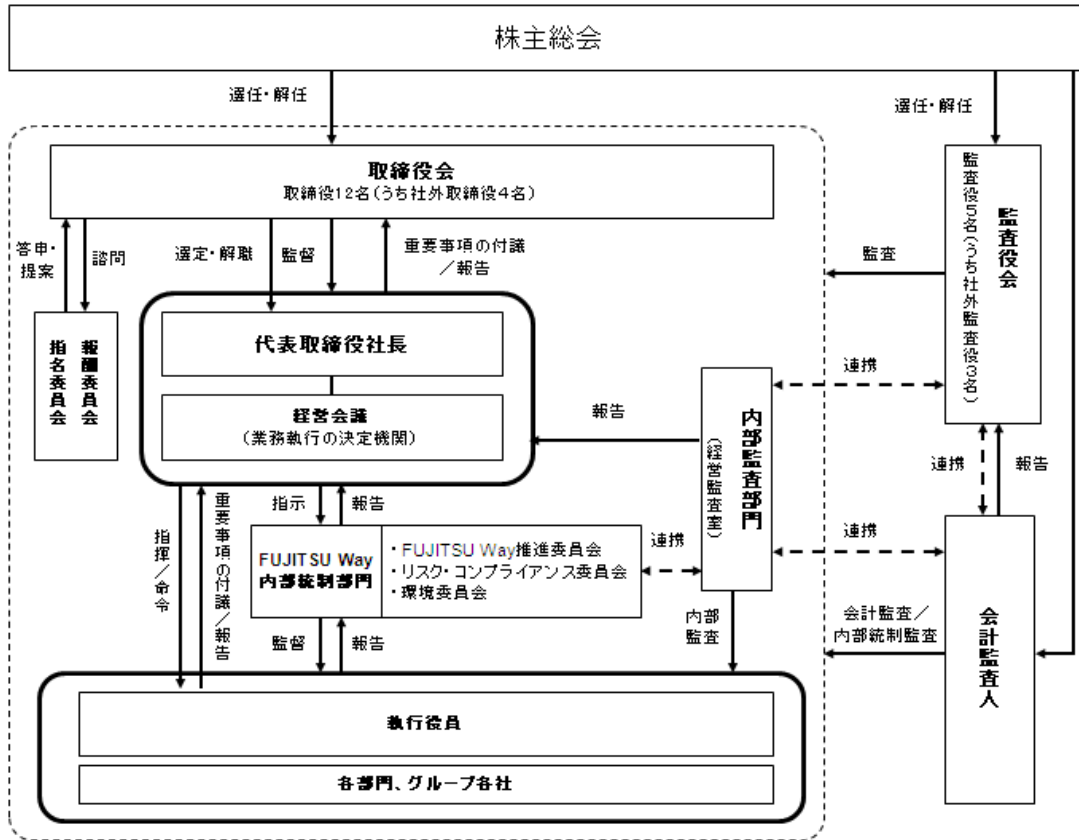 株主総会
選任・解任
選任・解任
取締役会
取締役12名(うち社外取締役4名)
監査役会
監査役5名(うち社外監査役3名)
答申・
提案
諮問
選定・解職
監督
重要事項の付議
／報告
監査
指名委員会
報酬委員会
代表取締役社長
経営会議
(業務執行の決定機関)
報告
内部監査部門
(経営監査室)
連携
連携
報告
指揮／命令
重要事項の付議／報告
指示
報告
FUJITSU Way
内部統制部門
・FUJITSU Way推進委員会
・リスク・コンプライアンス委員会
・環境委員会
連携
連携
監督
報告
内部
監査
会計監査／
内部統制監査
会計監査人
執行役員
各部門、グループ各社